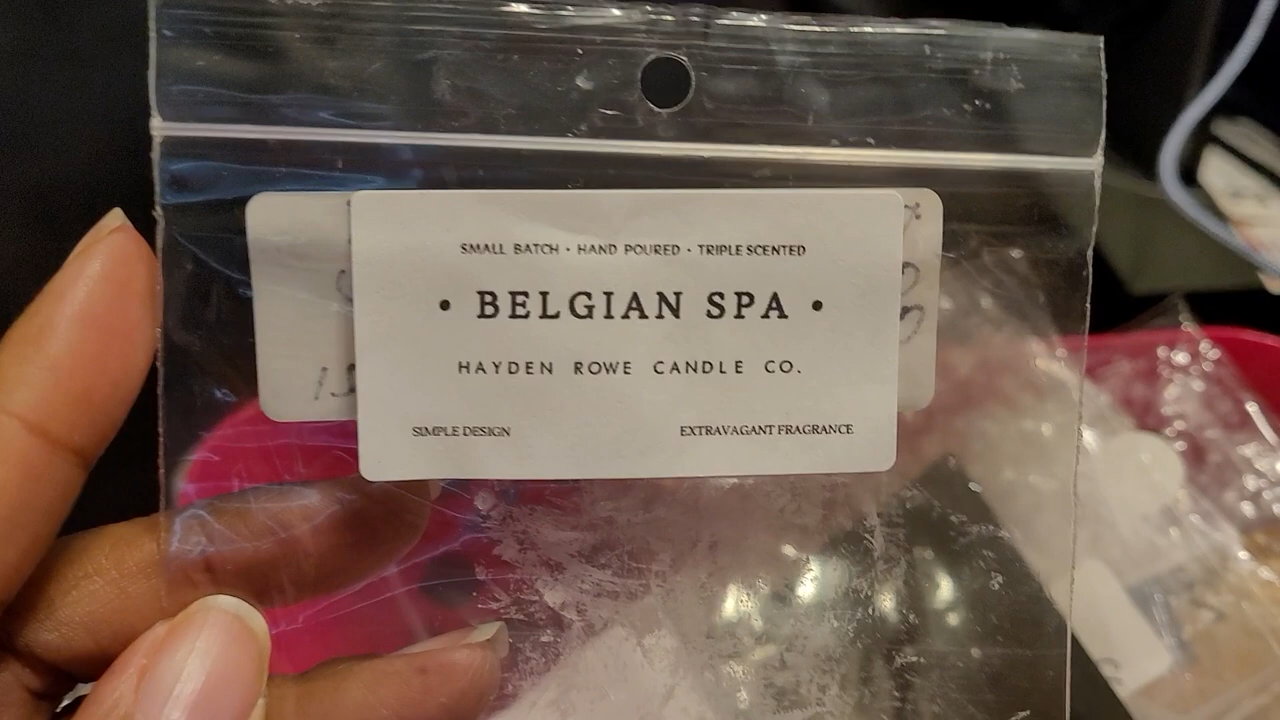 SMALL BATCH • HAND POURED • TRIPLE SCENTED
• BELGIAN SPA •
HAYDEN ROWE CANDLE CO.
SIMPLE DESIGN
EXTRAVAGANT FRAGRANCE